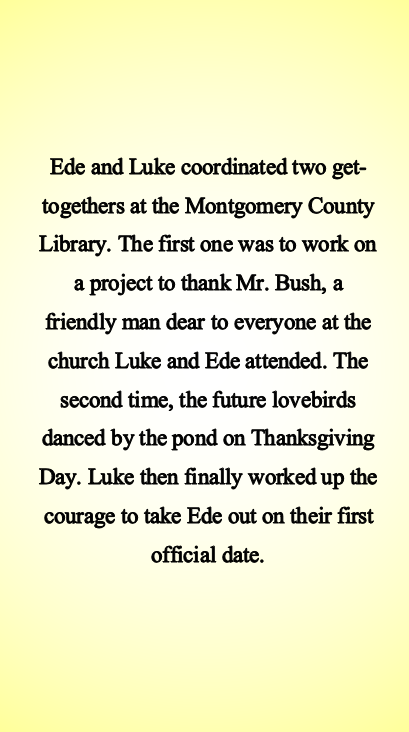 Ede and Luke coordinated two get-
togethers at the Montgomery County
Library. The first one was to work on
a project to thank Mr. Bush, a
friendly man dear to everyone at the
church Luke and Ede attended. The
second time, the future lovebirds
danced by the pond on Thanksgiving
Day. Luke then finally worked up the
courage to take Ede out on their first
official date.